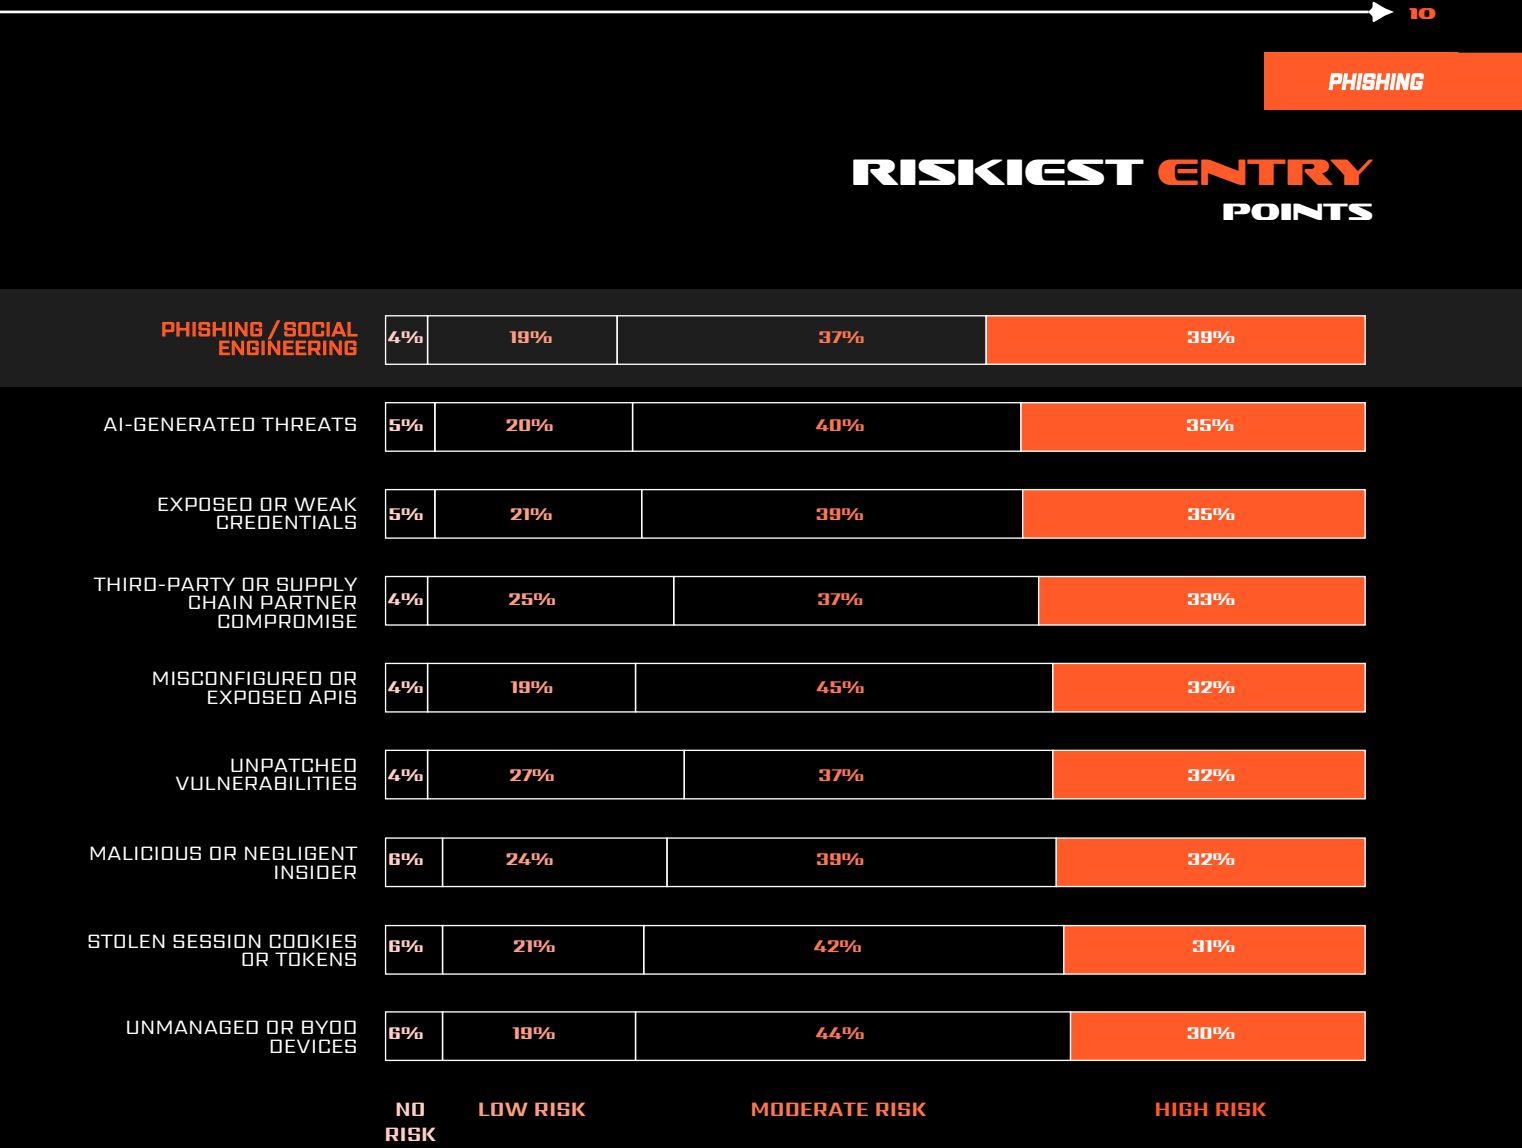 10
PHISHING
RISKIEST ENTRY
POINTS
PHISHING / SOCIAL
ENGINEERING
4% 19% 37% 39%
AI-GENERATED THREATS
5% 20% 40% 35%
EXPOSED OR WEAK
CREDENTIALS
5% 21% 39% 35%
THIRD-PARTY OR SUPPLY
CHAIN PARTNER
COMPROMISE
4% 25% 37% 33%
MISCONFIGURED OR
EXPOSED APIS
4% 19% 45% 32%
UNPATCHED
VULNERABILITIES
4% 27% 37% 32%
MALICIOUS OR NEGLIGENT
INSIDER
6% 24% 39% 32%
STOLEN SESSION COOKIES
OR TOKENS
6% 21% 42% 31%
UNMANAGED OR BYOD
DEVICES
6% 19% 44% 30%
NO
RISK
LOW RISK
MODERATE RISK
HIGH RISK